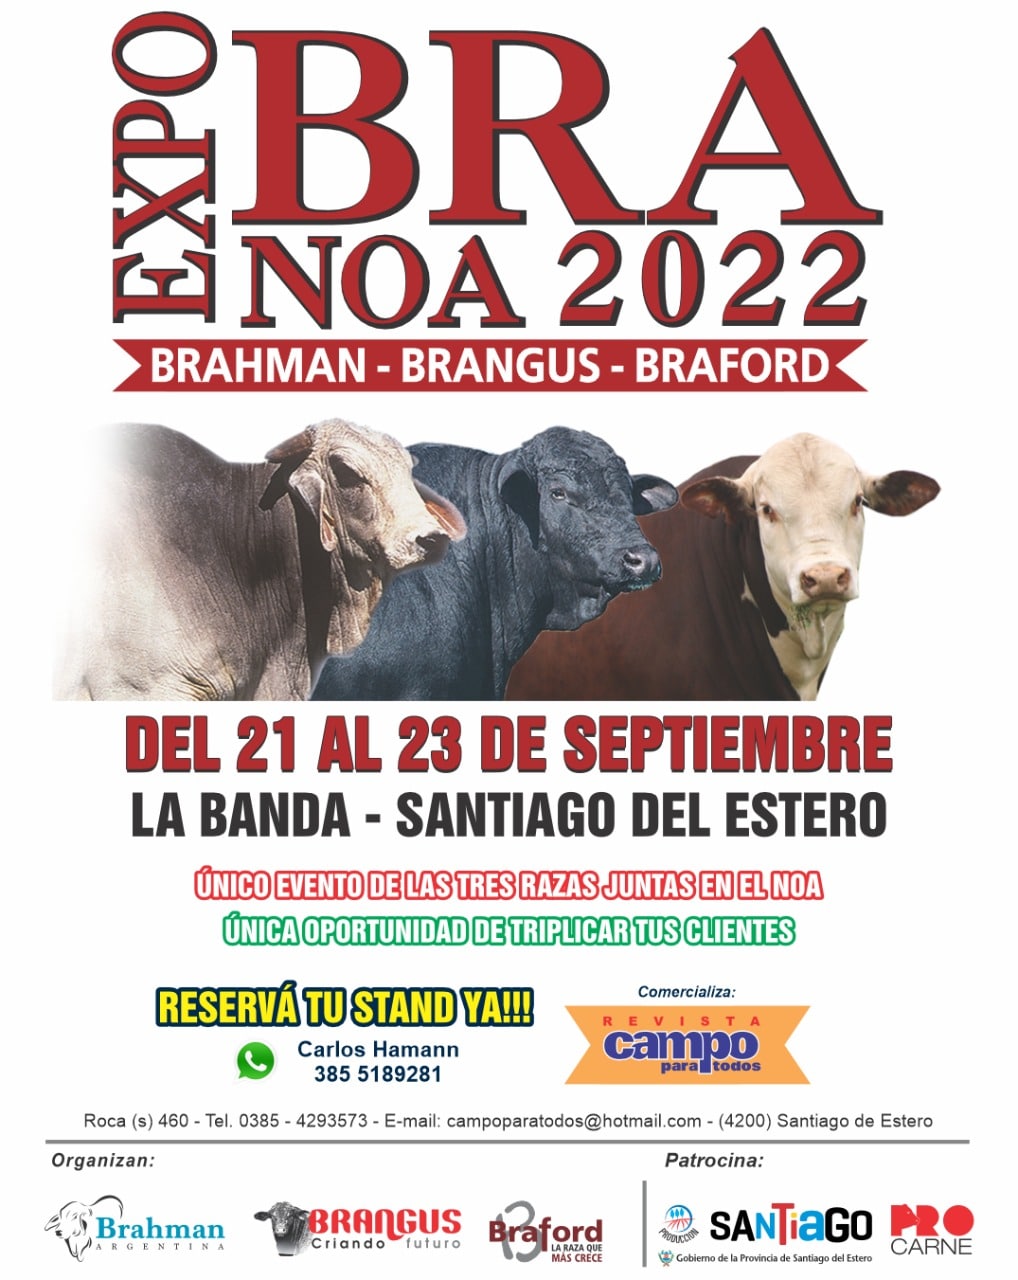 EXPO
BRA
NOA 2022
BRAHMAN - BRANGUS - BRAFORD
DEL 21 AL 23 DE SEPTIEMBRE
LA BANDA - SANTIAGO DEL ESTERO
ÚNICO EVENTO DE LAS TRES RAZAS JUNTAS EN EL NOA
ÚNICA OPORTUNIDAD DE TRIPLICAR TUS CLIENTES
RESERVÁ TU STAND YA!!!
Carlos Hamann
385 5189281
Comercializa:
REVISTA
campo
para todos
Roca (s) 460 - Tel. 0385 - 4293573 - E-mail: campoparatodos@hotmail.com - (4200) Santiago de Estero
Organizan:
Brahman
ARGENTINA
BRANGUS
Criando futuro
Braford
LA RAZA QUE
MÁS CRECE
Patrocina:
PRODUCCION
SANTIAGO
Gobierno de la Provincia de Santiago del Estero
PRO
CARNE